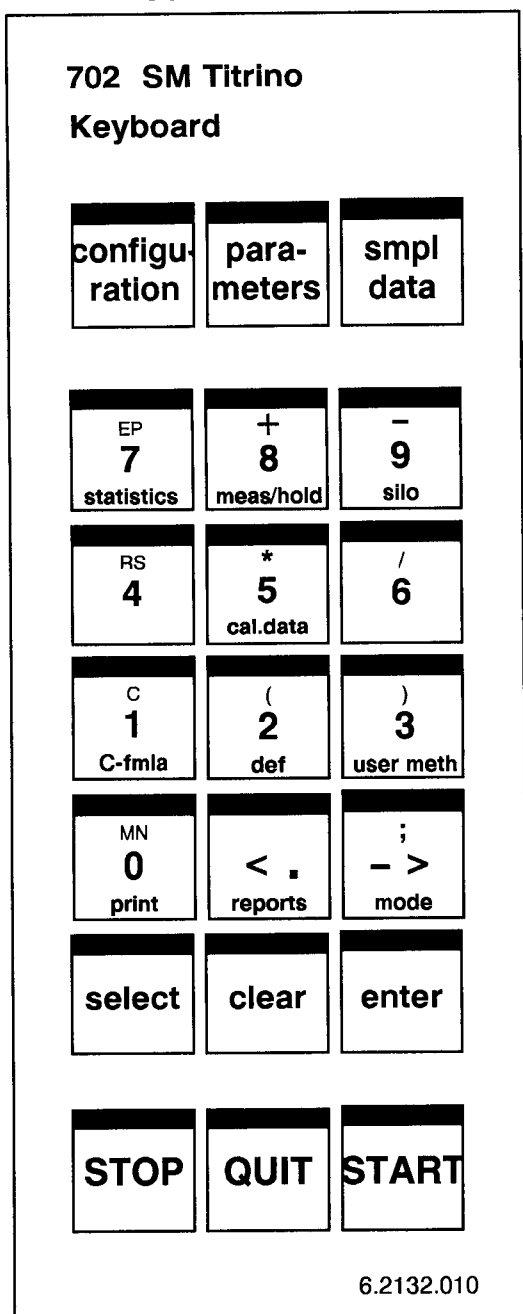 702 SM Titrino
Keyboard
configu-
ration
para-
meters
smpl
data
EP
7
statistics
+
8
meas/hold
–
9
silo
RS
4
*
5
cal.data
/
6
C
1
C-fmla
(
2
def
)
3
user meth
MN
0
print
< .
reports
;
– >
mode
select
clear
enter
STOP
QUIT
START
6.2132.010